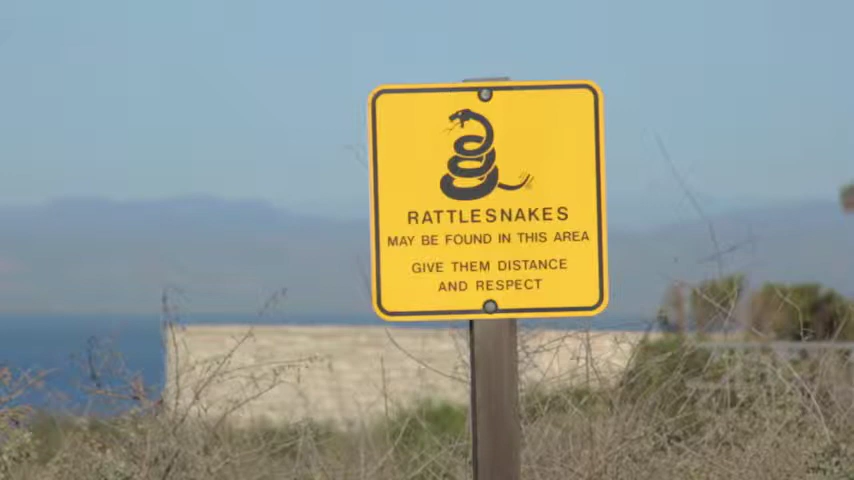 RATTLESNAKES
MAY BE FOUND IN THIS AREA
GIVE THEM DISTANCE
AND RESPECT